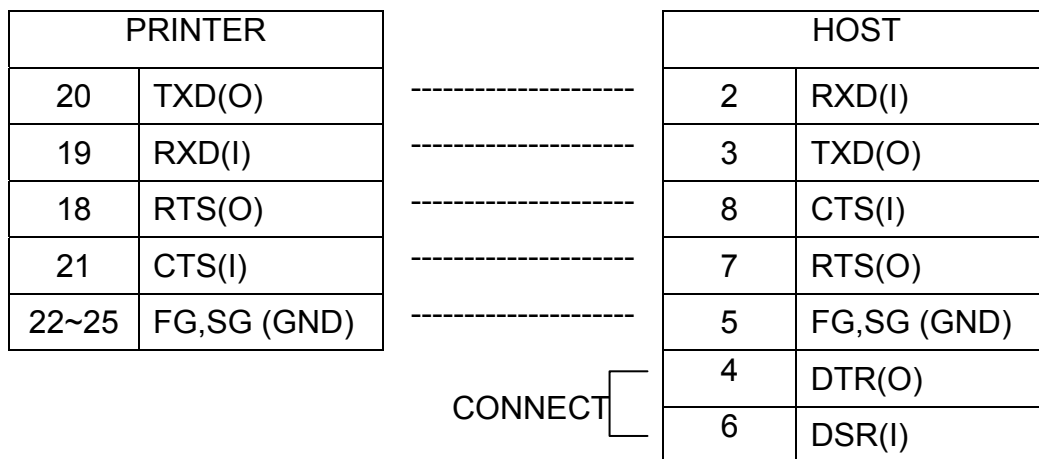 PRINTER HOST
20 TXD(O) --------------------- 2 RXD(I)
19 RXD(I) --------------------- 3 TXD(O)
18 RTS(O) --------------------- 8 CTS(I)
21 CTS(I) --------------------- 7 RTS(O)
22~25 FG,SG (GND) --------------------- 5 FG,SG (GND)
4 DTR(O)
CONNECT
6 DSR(I)